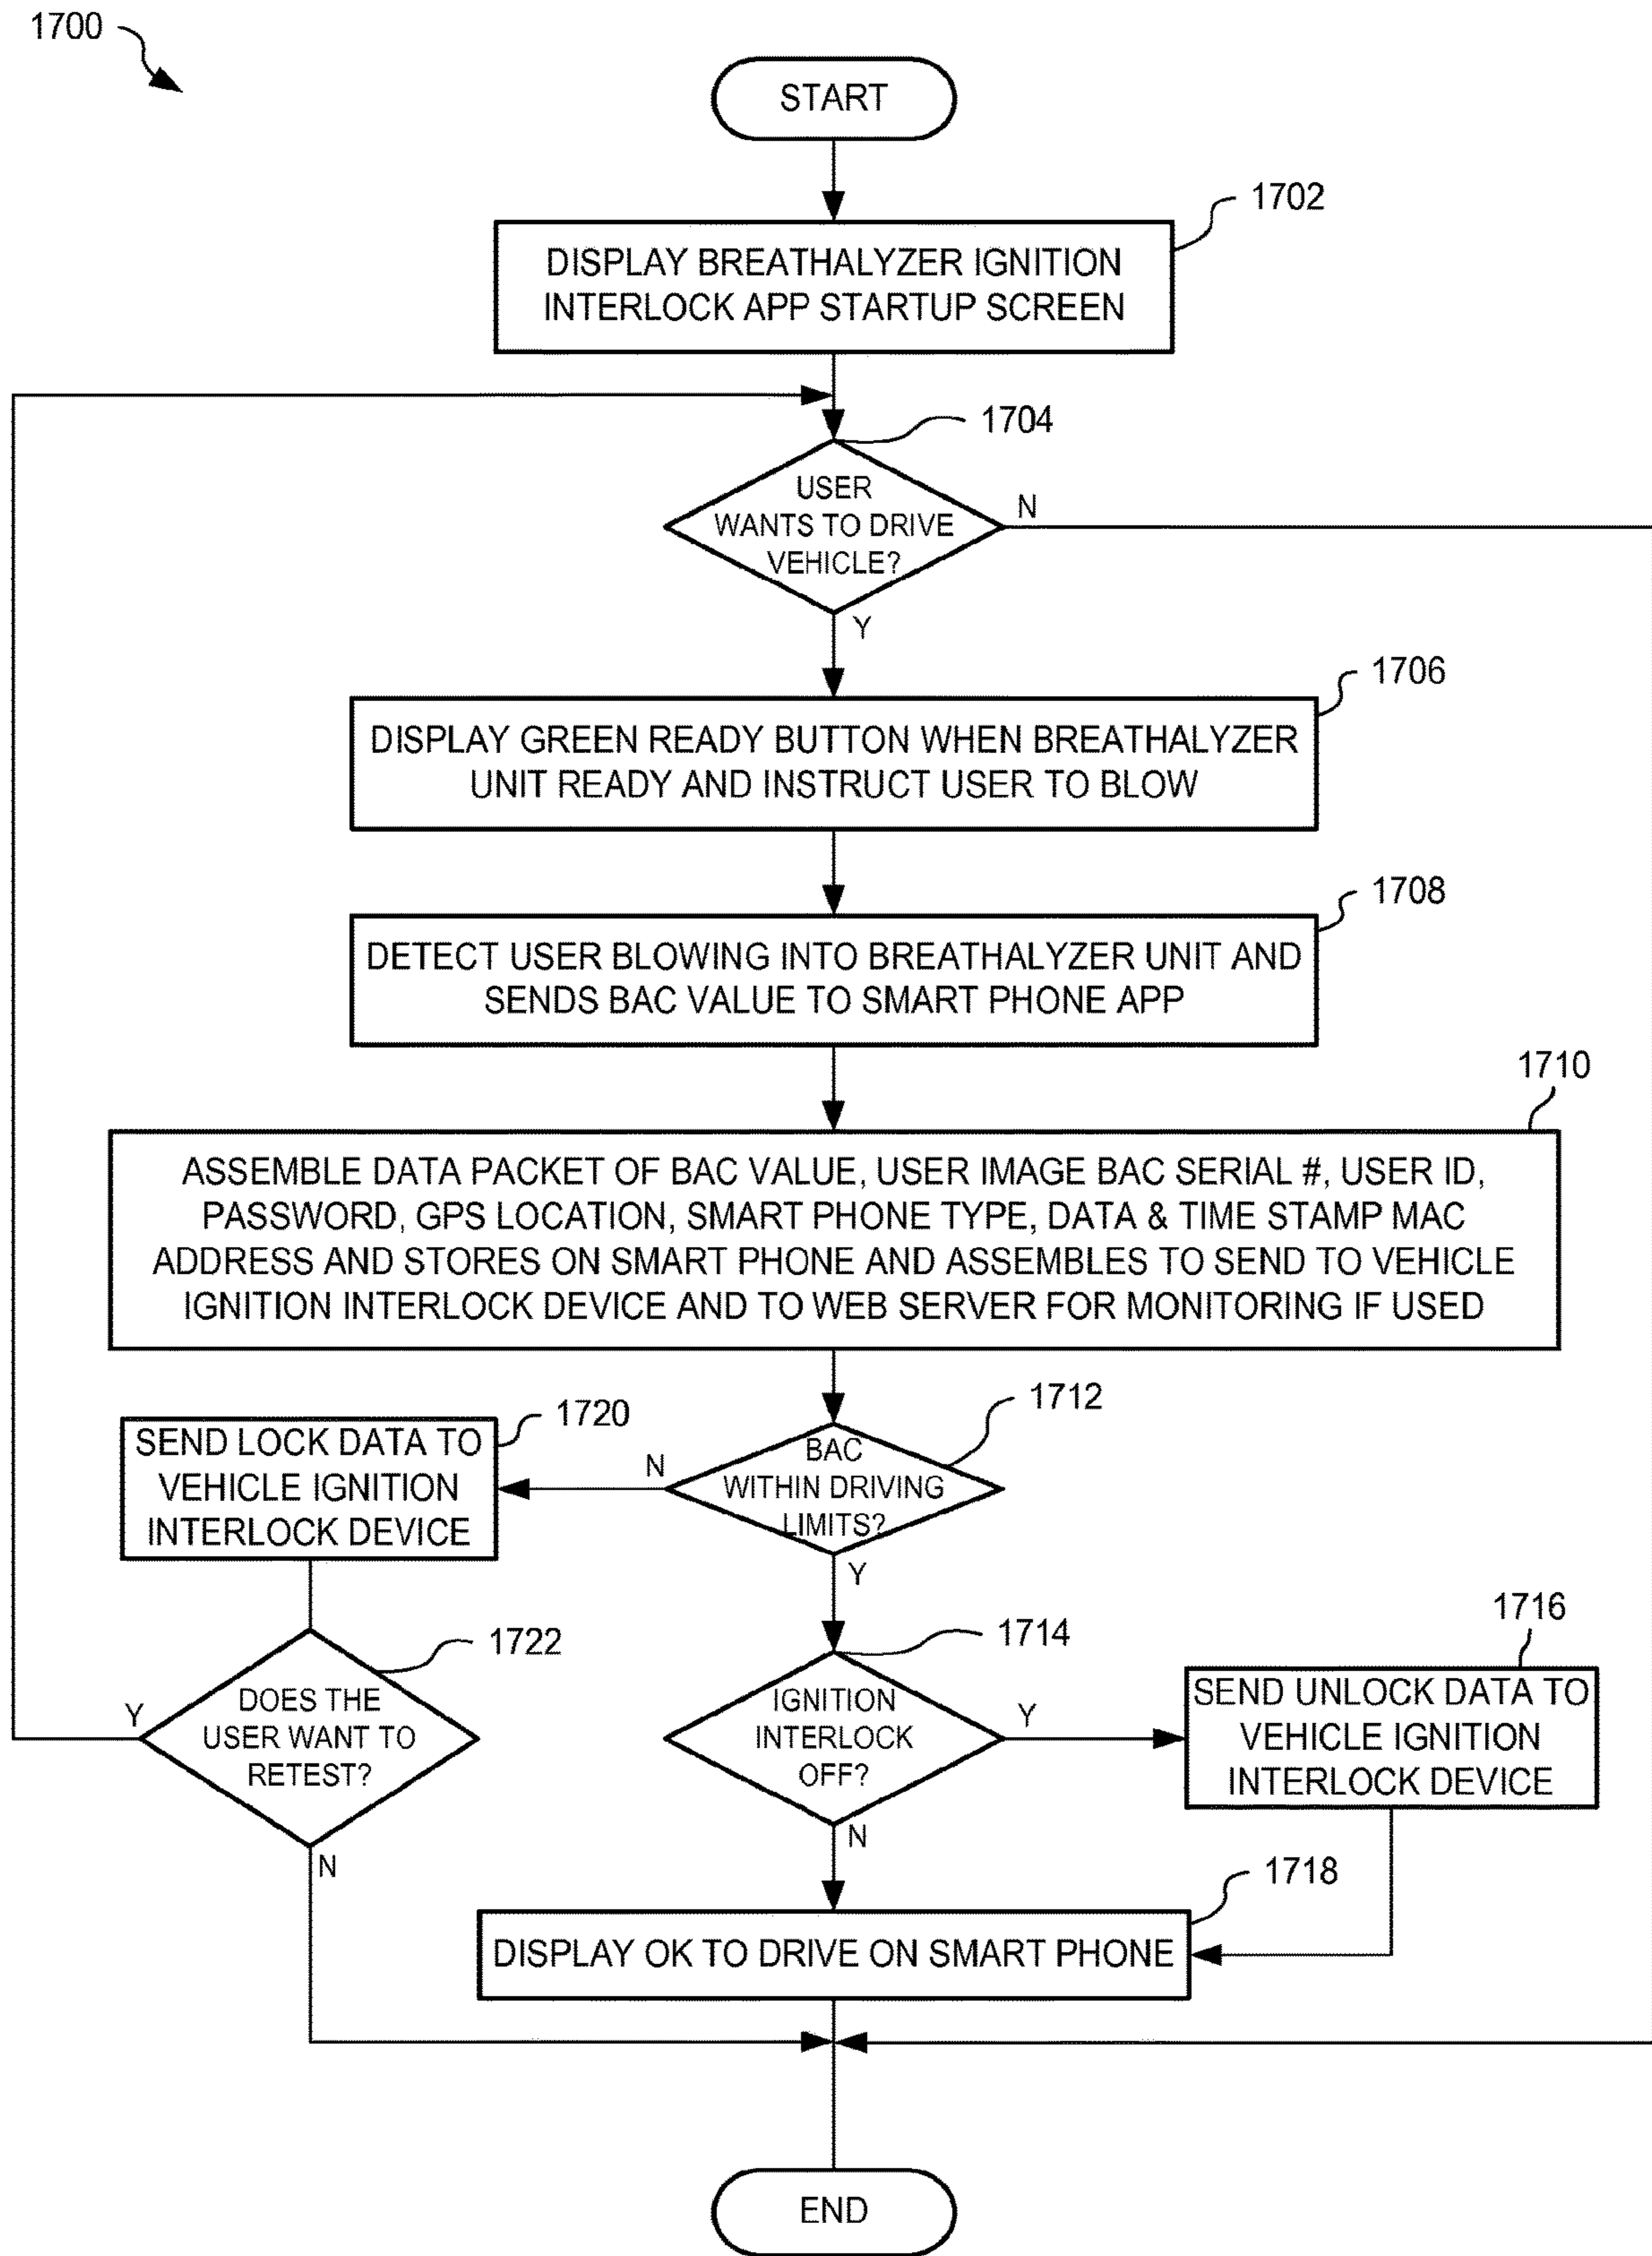 1700
START
1702
DISPLAY BREATHALYZER IGNITION
INTERLOCK APP STARTUP SCREEN
1704
USER
WANTS TO DRIVE
VEHICLE?
N
Y
1706
DISPLAY GREEN READY BUTTON WHEN BREATHALYZER
UNIT READY AND INSTRUCT USER TO BLOW
1708
DETECT USER BLOWING INTO BREATHALYZER UNIT AND
SENDS BAC VALUE TO SMART PHONE APP
1710
ASSEMBLE DATA PACKET OF BAC VALUE, USER IMAGE BAC SERIAL #, USER ID,
PASSWORD, GPS LOCATION, SMART PHONE TYPE, DATA & TIME STAMP MAC
ADDRESS AND STORES ON SMART PHONE AND ASSEMBLES TO SEND TO VEHICLE
IGNITION INTERLOCK DEVICE AND TO WEB SERVER FOR MONITORING IF USED
1712
BAC
WITHIN DRIVING
LIMITS?
N
Y
1720
SEND LOCK DATA TO
VEHICLE IGNITION
INTERLOCK DEVICE
1722
DOES THE
USER WANT TO
RETEST?
Y
N
1714
IGNITION
INTERLOCK
OFF?
Y
N
1716
SEND UNLOCK DATA TO
VEHICLE IGNITION
INTERLOCK DEVICE
1718
DISPLAY OK TO DRIVE ON SMART PHONE
END